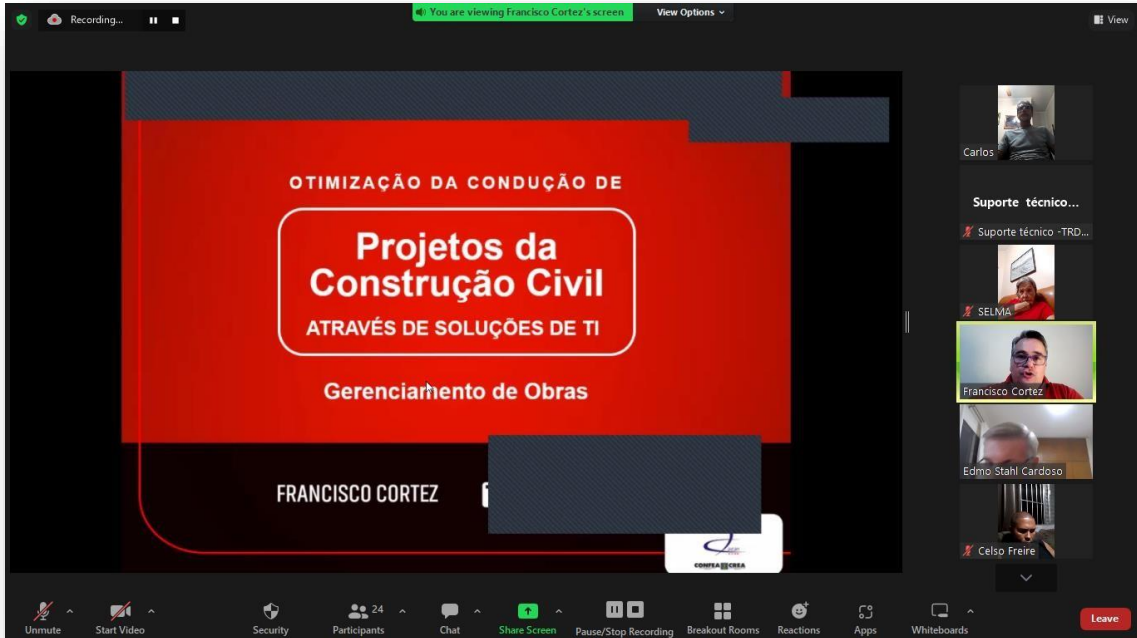 Recording...
You are viewing Francisco Cortez's screen
View Options
View
OTIMIZAÇÃO DA CONDUÇÃO DE
Projetos da
Construção Civil
ATRAVÉS DE SOLUÇÕES DE TI
Gerenciamento de Obras
FRANCISCO CORTEZ
CONFEA CREA
Carlos
Suporte técnico...
Suporte técnico -TRD...
SELMA
Francisco Cortez
Edmo Stahl Cardoso
Celso Freire
Unmute
Start Video
Security
24
Participants
Chat
Share Screen
Pause/Stop Recording
Breakout Rooms
Reactions
Apps
Whiteboards
Leave